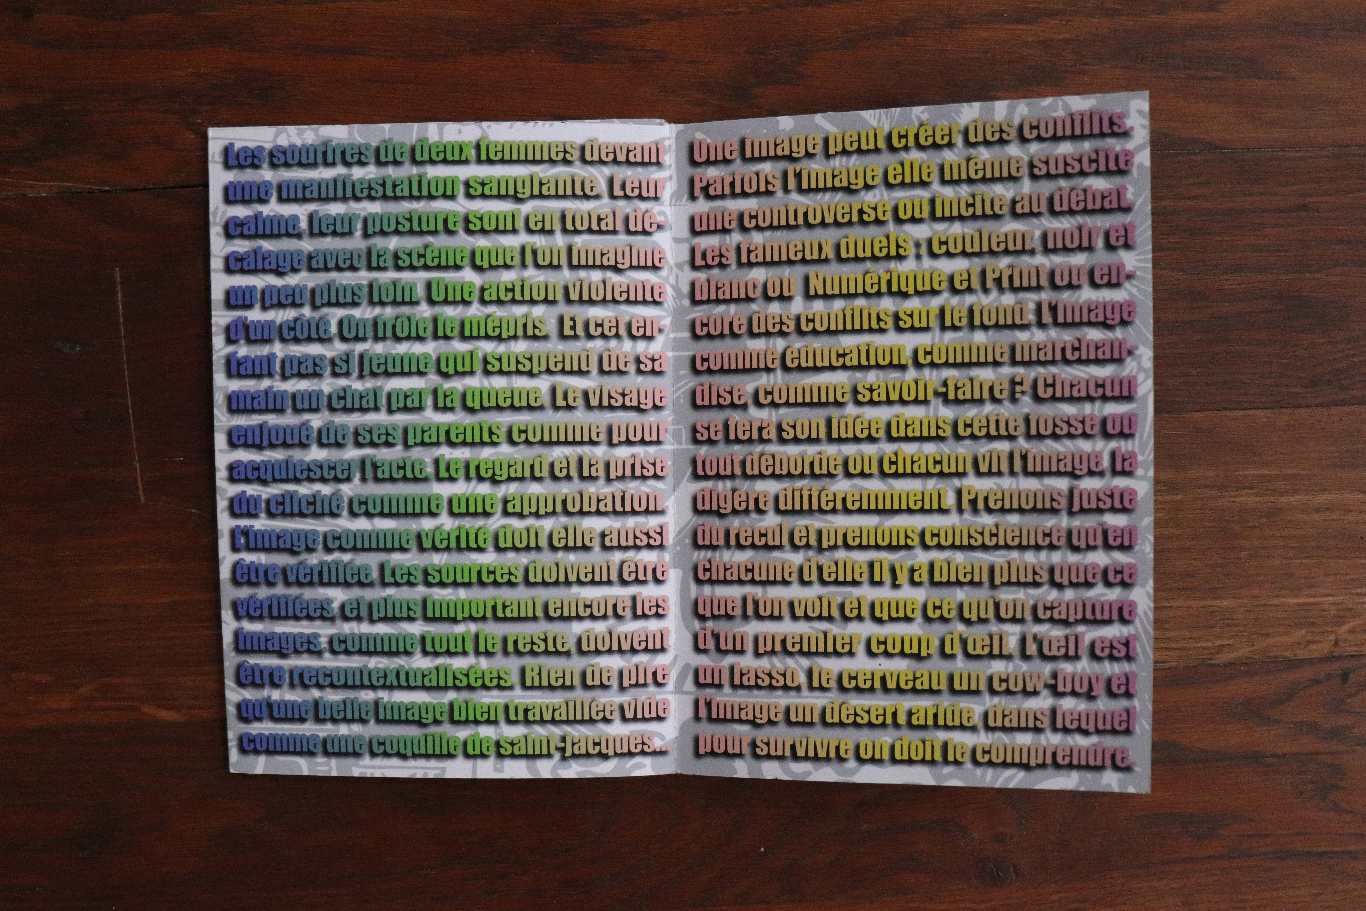 Les sourires de deux femmes devant
une manifestation sanglante. Leur
calme, leur posture sont en total dé-
calage avec la scène que l'on imagine
un peu plus loin. Une action violente
d'un côté. On frôle le mépris. Et cet en-
fant pas si jeune qui suspend de sa
main un chat par la queue. Le visage
enjoué de ses parents comme pour
acquiescer l'acte. Le regard et la prise
du cliché comme une approbation.
L'image comme vérité doit elle aussi
être vérifiée. Les sources doivent être
vérifiées, et plus important encore les
images, comme tout le reste, doivent
être recontextualisées. Rien de pire
qu'une belle image bien travaillée vide
comme une coquille de saint-jacques...
Une image peut créer des conflits.
Parfois l'image elle même suscite
une controverse ou incite au débat.
Les fameux duels : couleur, noir et
blanc ou Numérique et Print ou en-
core des conflits sur le fond. L'image
comme éducation, comme marchan-
dise, comme savoir-faire ? Chacun
se fera son idée dans cette fosse où
tout déborde ou chacun vit l'image, la
digère différemment. Prenons juste
du recul et prenons conscience qu'en
chacune d'elle il y a bien plus que ce
que l'on voit et que ce qu'on capture
d'un premier coup d'œil. L'œil est
un lasso, le cerveau un cow-boy et
l'image un désert aride, dans lequel
pour survivre on doit le comprendre.